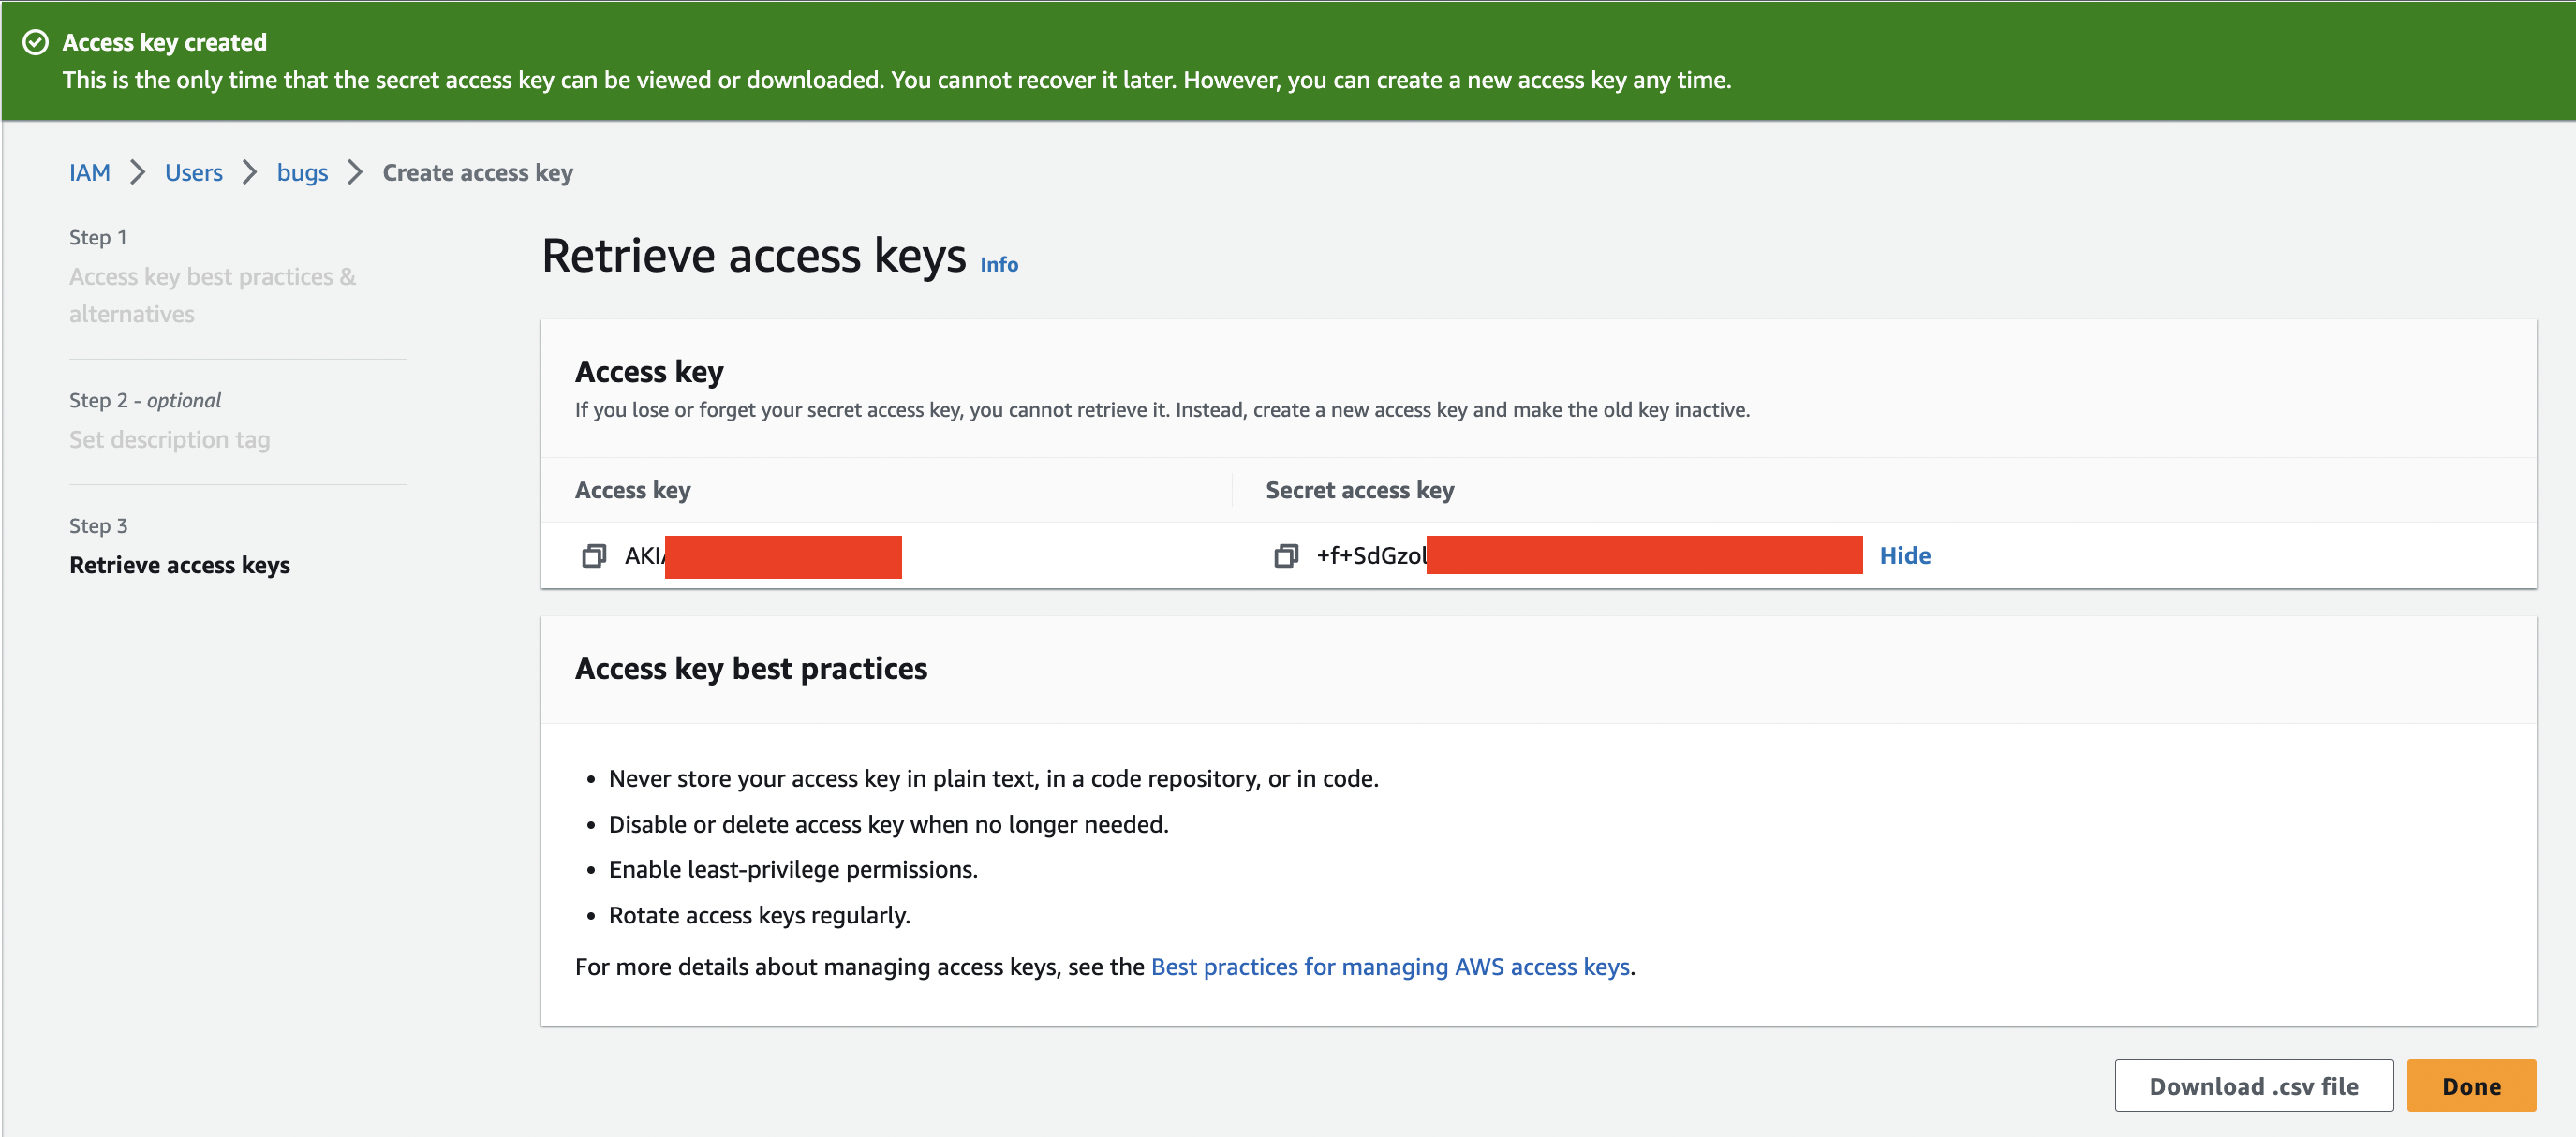 Access key created
This is the only time that the secret access key can be viewed or downloaded. You cannot recover it later. However, you can create a new access key any time.
IAM > Users > bugs > Create access key
Step 1
Access key best practices &
alternatives
Step 2 - optional
Set description tag
Step 3
Retrieve access keys
Retrieve access keys Info
Access key
If you lose or forget your secret access key, you cannot retrieve it. Instead, create a new access key and make the old key inactive.
Access key
Secret access key
AKI
+f+SdGzol
Hide
Access key best practices
• Never store your access key in plain text, in a code repository, or in code.
• Disable or delete access key when no longer needed.
• Enable least-privilege permissions.
• Rotate access keys regularly.
For more details about managing access keys, see the Best practices for managing AWS access keys.
Download .csv file
Done